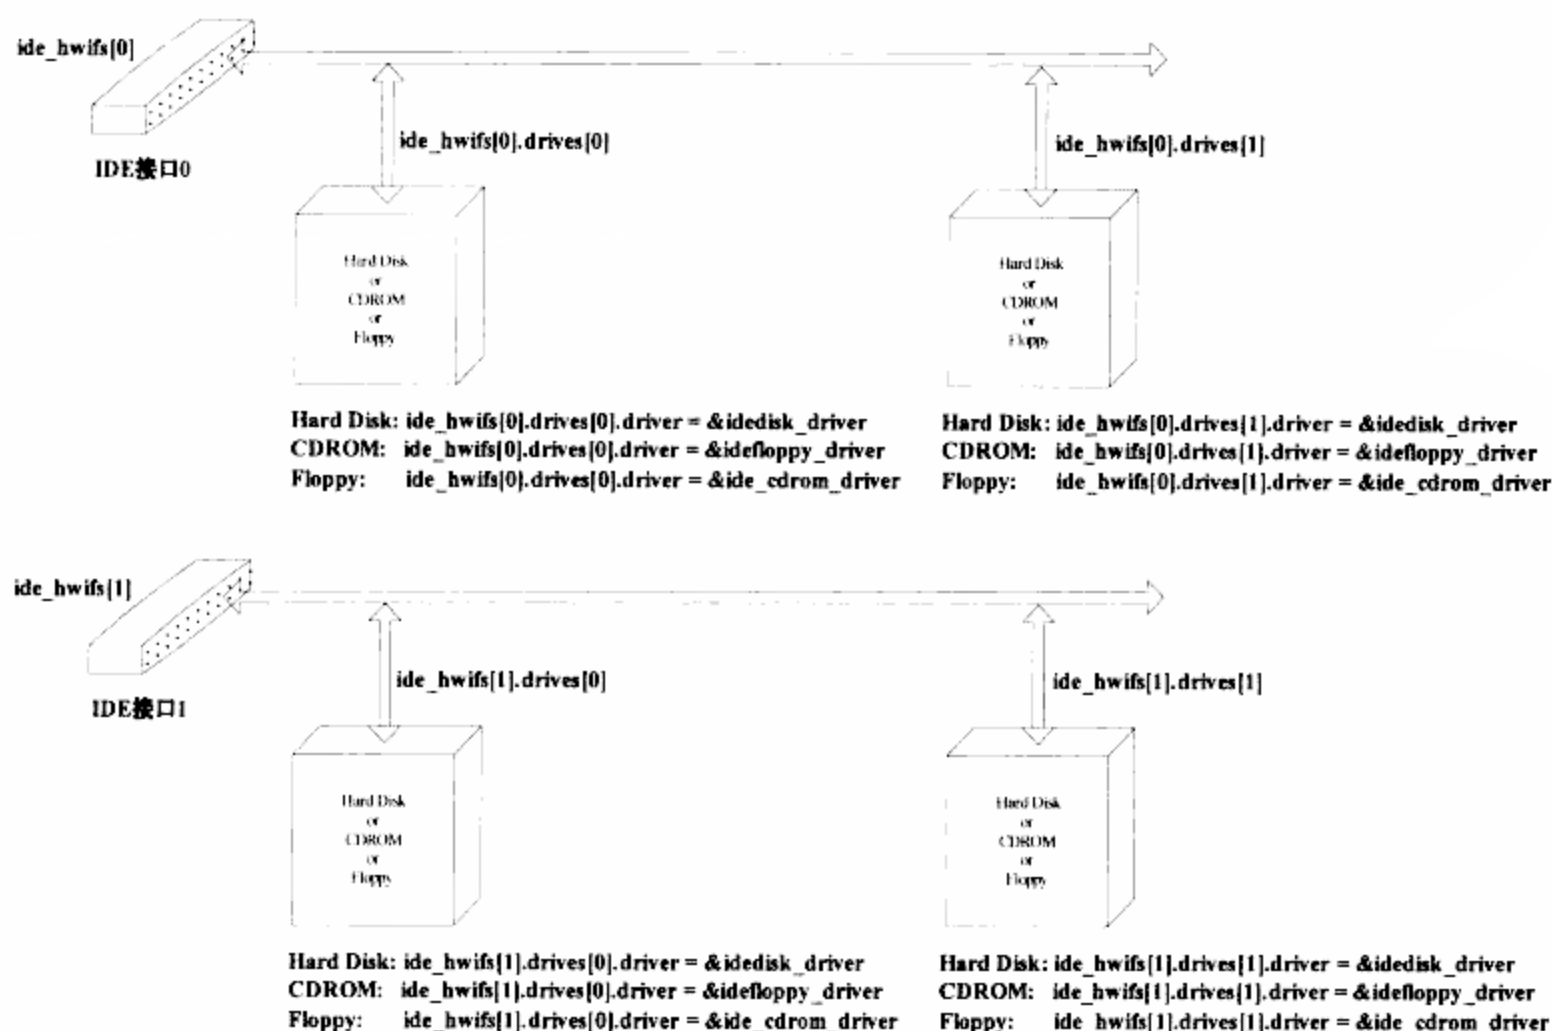 ide_hwifs[0]
IDE接口0
ide_hwifs[0].drives[0]
ide_hwifs[0].drives[1]
Hard Disk
or
CDROM
or
Floppy
Hard Disk
or
CDROM
or
Floppy
Hard Disk: ide_hwifs[0].drives[0].driver = &idedisk_driver
CDROM: ide_hwifs[0].drives[0].driver = &idefloppy_driver
Floppy: ide_hwifs[0].drives[0].driver = &ide_cdrom_driver
Hard Disk: ide_hwifs[0].drives[1].driver = &idedisk_driver
CDROM: ide_hwifs[0].drives[1].driver = &idefloppy_driver
Floppy: ide_hwifs[0].drives[1].driver = &ide_cdrom_driver
ide_hwifs[1]
IDE接口1
ide_hwifs[1].drives[0]
ide_hwifs[1].drives[1]
Hard Disk
or
CDROM
or
Floppy
Hard Disk
or
CDROM
or
Floppy
Hard Disk: ide_hwifs[1].drives[0].driver = &idedisk_driver
CDROM: ide_hwifs[1].drives[0].driver = &idefloppy_driver
Floppy: ide_hwifs[1].drives[0].driver = &ide_cdrom_driver
Hard Disk: ide_hwifs[1].drives[1].driver = &idedisk_driver
CDROM: ide_hwifs[1].drives[1].driver = &idefloppy_driver
Floppy: ide_hwifs[1].drives[1].driver = &ide_cdrom_driver